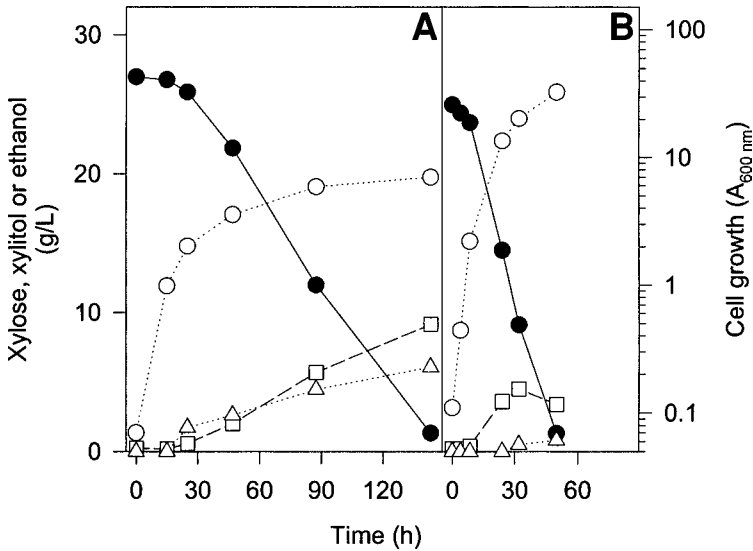 A
B
30
20
10
0
100
10
1
0.1
Xylose, xylitol or ethanol
(g/L)
Cell growth (A600 nm)
0 30 60 90 120
0 30 60
Time (h)